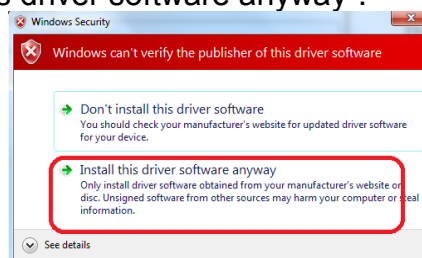 s driver software anyway".
Windows Security
Windows can't verify the publisher of this driver software
Don't install this driver software
You should check your manufacturer's website for updated driver software
for your device.
Install this driver software anyway
Only install driver software obtained from your manufacturer's website or
disc. Unsigned software from other sources may harm your computer or steal
information.
See details